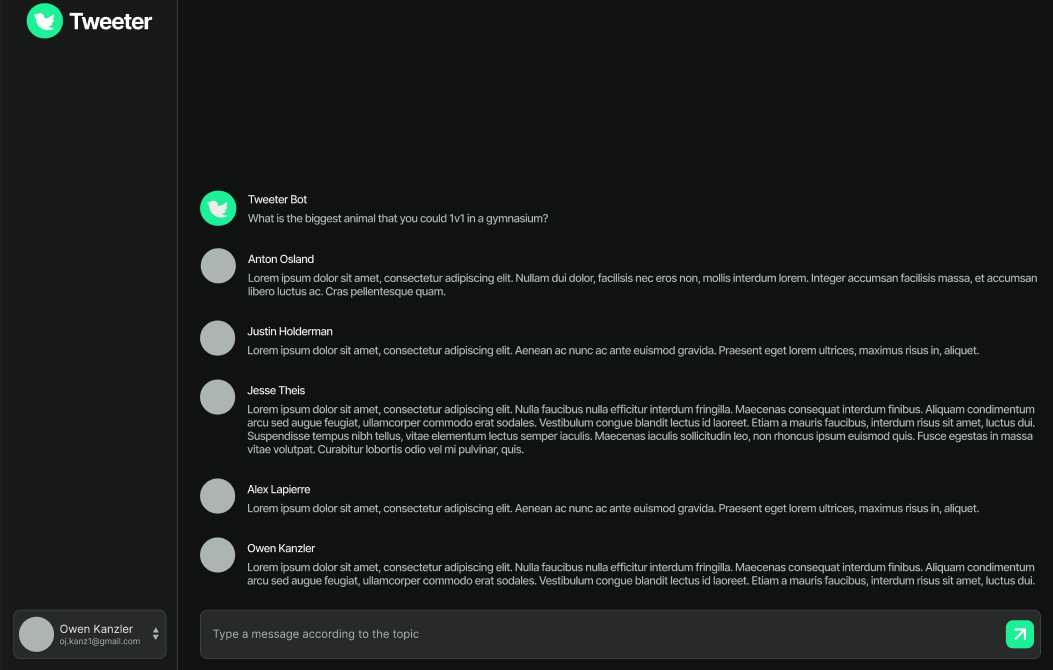 Tweeter
Tweeter Bot
What is the biggest animal that you could 1v1 in a gymnasium?
Anton Osland
Lorem ipsum dolor sit amet, consectetur adipiscing elit. Nullam dui dolor, facilisis nec eros non, mollis interdum lorem. Integer accumsan facilisis massa, et accumsan
libero luctus ac. Cras pellentesque quam.
Justin Holderman
Lorem ipsum dolor sit amet, consectetur adipiscing elit. Aenean ac nunc ac ante euismod gravida. Praesent eget lorem ultrices, maximus risus in, aliquet.
Jesse Theis
Lorem ipsum dolor sit amet, consectetur adipiscing elit. Nulla faucibus nulla efficitur interdum fringilla. Maecenas consequat interdum finibus. Aliquam condimentum
arcu sed augue feugiat, ullamcorper commodo erat sodales. Vestibulum congue blandit lectus id laoreet. Etiam a mauris faucibus, interdum risus sit amet, luctus dui.
Suspendisse tempus nibh tellus, vitae elementum lectus semper iaculis. Maecenas iaculis sollicitudin leo, non rhoncus ipsum euismod quis. Fusce egestas in massa
vitae volutpat. Curabitur lobortis odio vel mi pulvinar, quis.
Alex Lapierre
Lorem ipsum dolor sit amet, consectetur adipiscing elit. Aenean ac nunc ac ante euismod gravida. Praesent eget lorem ultrices, maximus risus in, aliquet.
Owen Kanzler
Lorem ipsum dolor sit amet, consectetur adipiscing elit. Nulla faucibus nulla efficitur interdum fringilla. Maecenas consequat interdum finibus. Aliquam condimentum
arcu sed augue feugiat, ullamcorper commodo erat sodales. Vestibulum congue blandit lectus id laoreet. Etiam a mauris faucibus, interdum risus sit amet, luctus dui.
Owen Kanzler
oj.kanz1@gmail.com
Type a message according to the topic